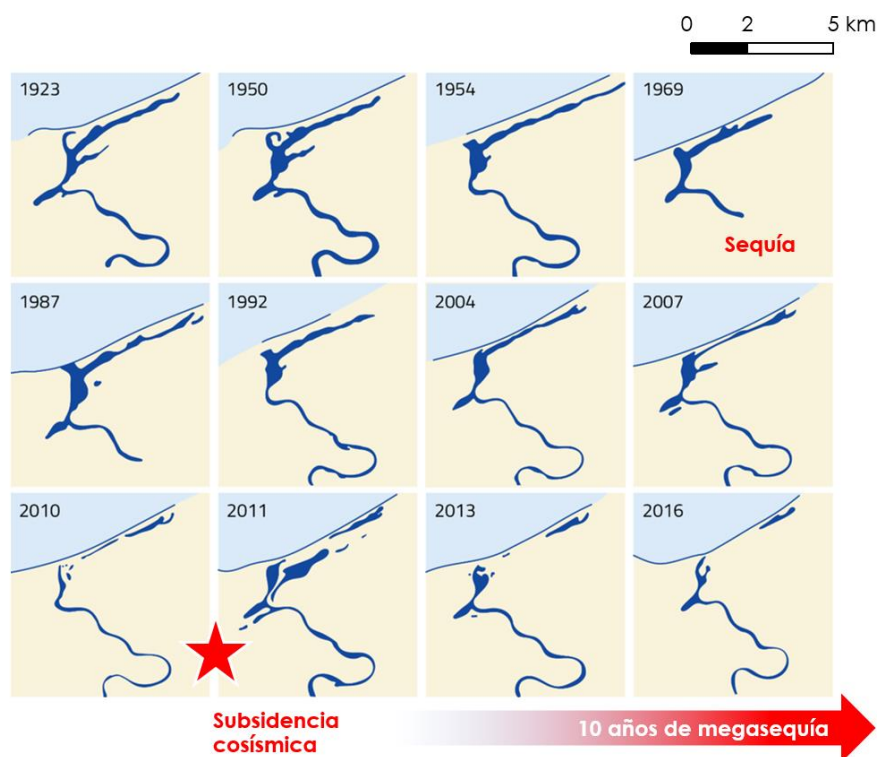 0 2 5 km
1923 1950 1954 1969
Sequía
1987 1992 2004 2007
2010 2011 2013 2016
Subsidencia
cosísmica
10 años de megasequía